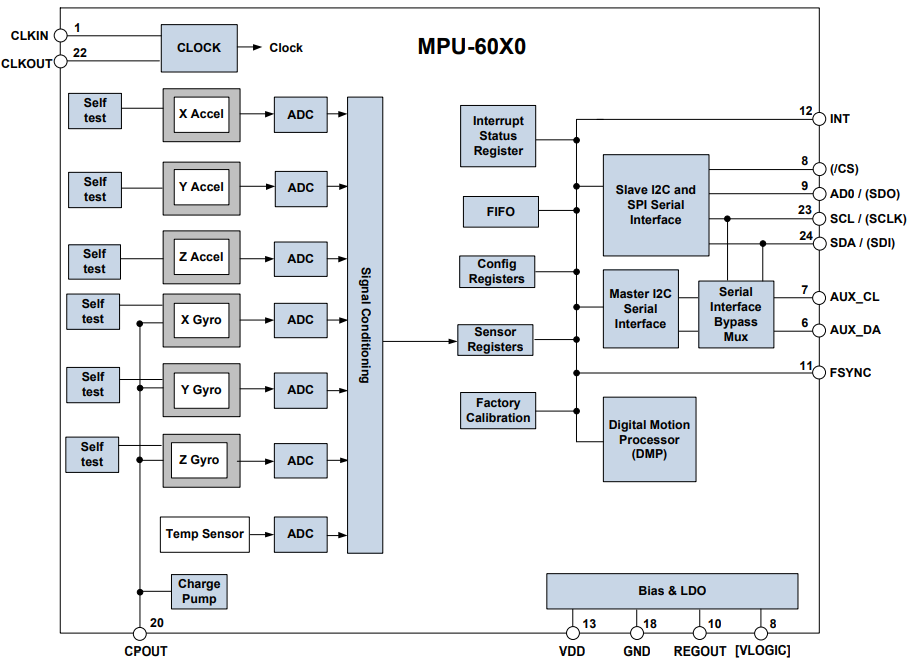 MPU-60X0
CLKIN
1
CLKOUT
22
CLOCK
Clock
Self
test
X Accel
ADC
Self
test
Y Accel
ADC
Self
test
Z Accel
ADC
Self
test
X Gyro
ADC
Self
test
Y Gyro
ADC
Self
test
Z Gyro
ADC
Temp Sensor
ADC
Charge
Pump
20
CPOUT
Signal Conditioning
Interrupt
Status
Register
FIFO
Config
Registers
Sensor
Registers
Factory
Calibration
Slave I2C and
SPI Serial
Interface
Master I2C
Serial
Interface
Serial
Interface
Bypass
Mux
Digital Motion
Processor
(DMP)
12
INT
8
(/CS)
9
AD0 / (SDO)
23
SCL / (SCLK)
24
SDA / (SDI)
7
AUX_CL
6
AUX_DA
11
FSYNC
Bias & LDO
13
18
10
8
VDD
GND
REGOUT
[VLOGIC]